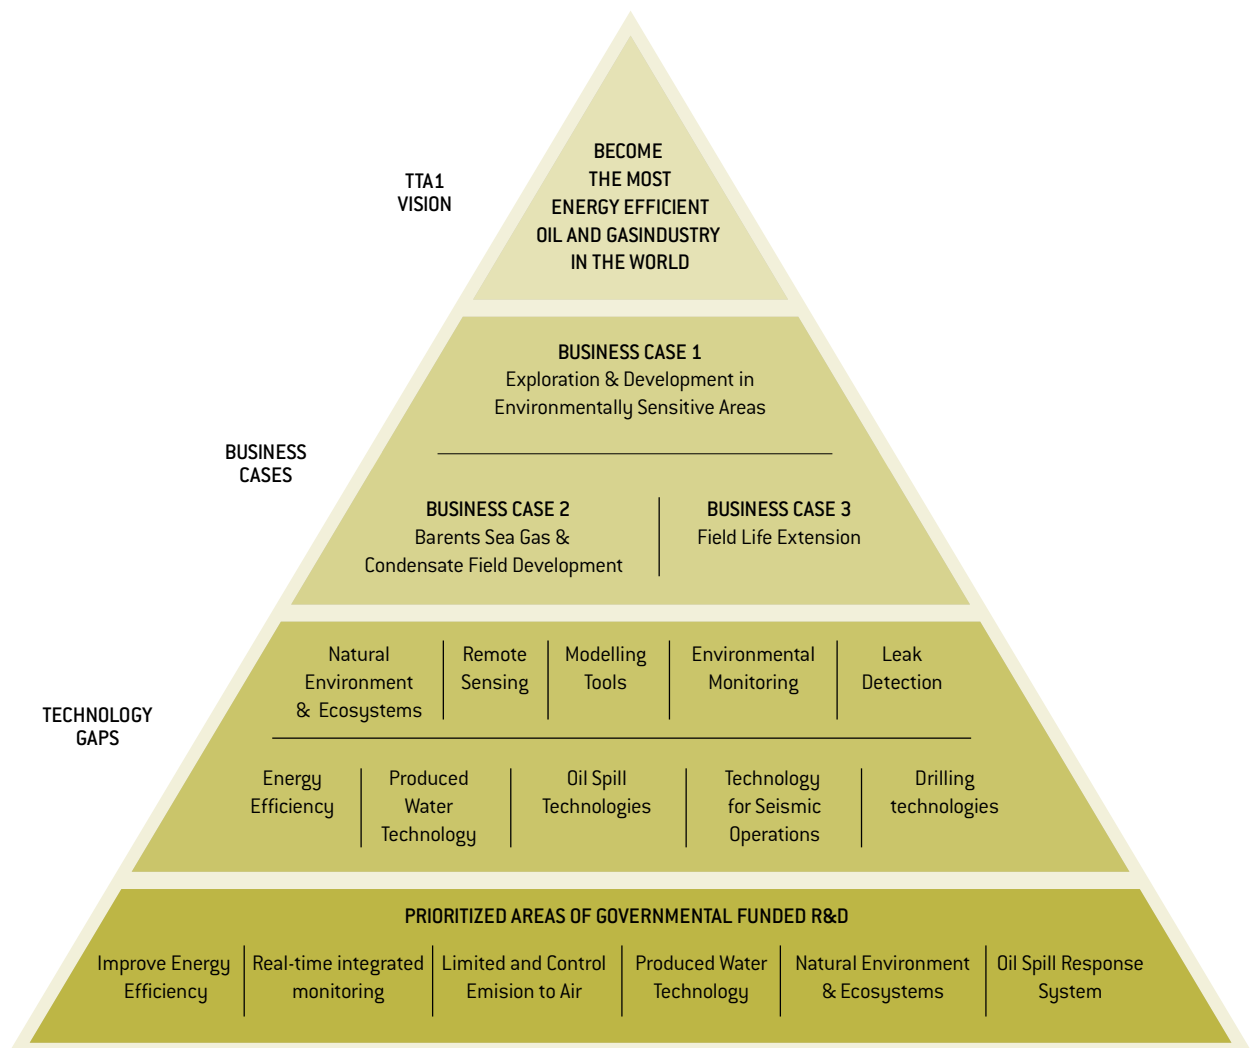 TTA1
VISION
BECOME
THE MOST
ENERGY EFFICIENT
OIL AND GASINDUSTRY
IN THE WORLD
BUSINESS
CASES
BUSINESS CASE 1
Exploration & Development in
Environmentally Sensitive Areas
BUSINESS CASE 2
Barents Sea Gas &
Condensate Field Development
BUSINESS CASE 3
Field Life Extension
TECHNOLOGY
GAPS
Natural
Environment
& Ecosystems
Remote
Sensing
Modelling
Tools
Environmental
Monitoring
Leak
Detection
Energy
Efficiency
Produced
Water
Technology
Oil Spill
Technologies
Technology
for Seismic
Operations
Drilling
technologies
PRIORITIZED AREAS OF GOVERNMENTAL FUNDED R&D
Improve Energy
Efficiency
Real-time integrated
monitoring
Limited and Control
Emision to Air
Produced Water
Technology
Natural Environment
& Ecosystems
Oil Spill Response
System